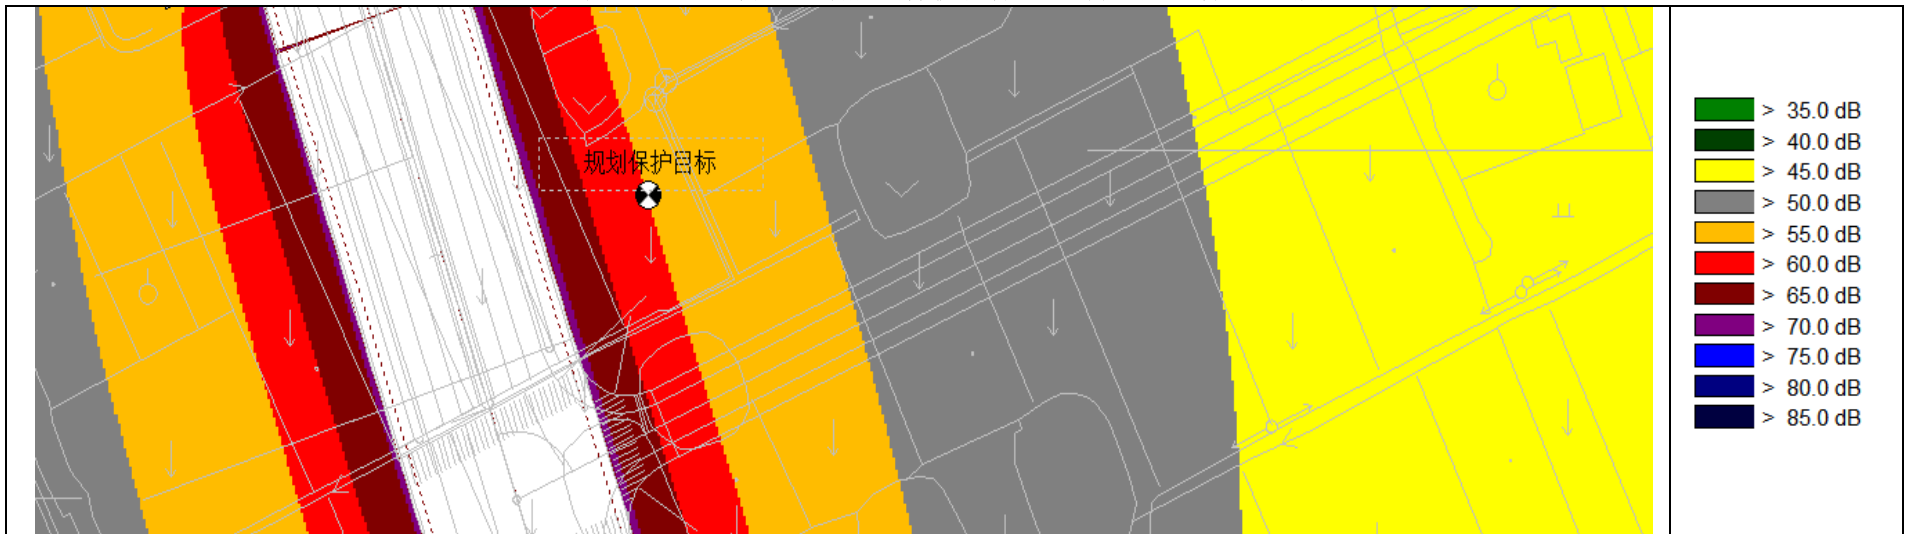 规划保护目标
> 35.0 dB
> 40.0 dB
> 45.0 dB
> 50.0 dB
> 55.0 dB
> 60.0 dB
> 65.0 dB
> 70.0 dB
> 75.0 dB
> 80.0 dB
> 85.0 dB